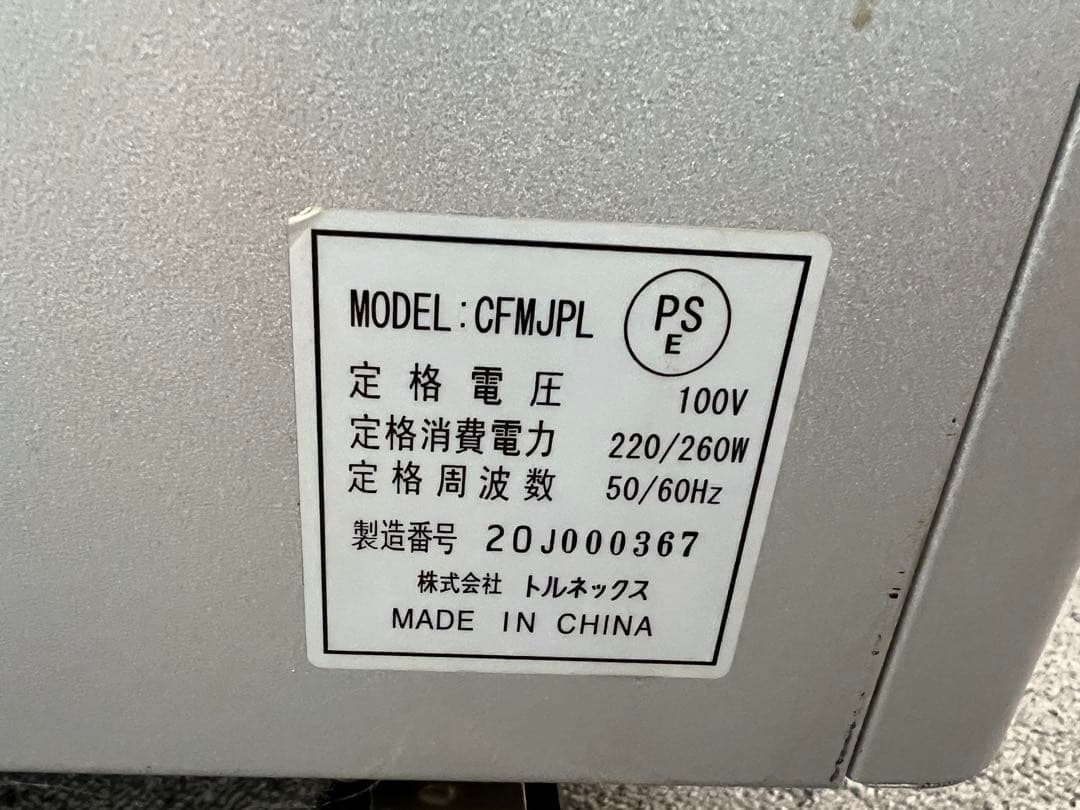 MODEL:CFMJPL
PS
E
定格電圧 100V
定格消費電力 220/260W
定格周波数 50/60Hz
製造番号 20J000367
株式会社 トルネックス
MADE IN CHINA